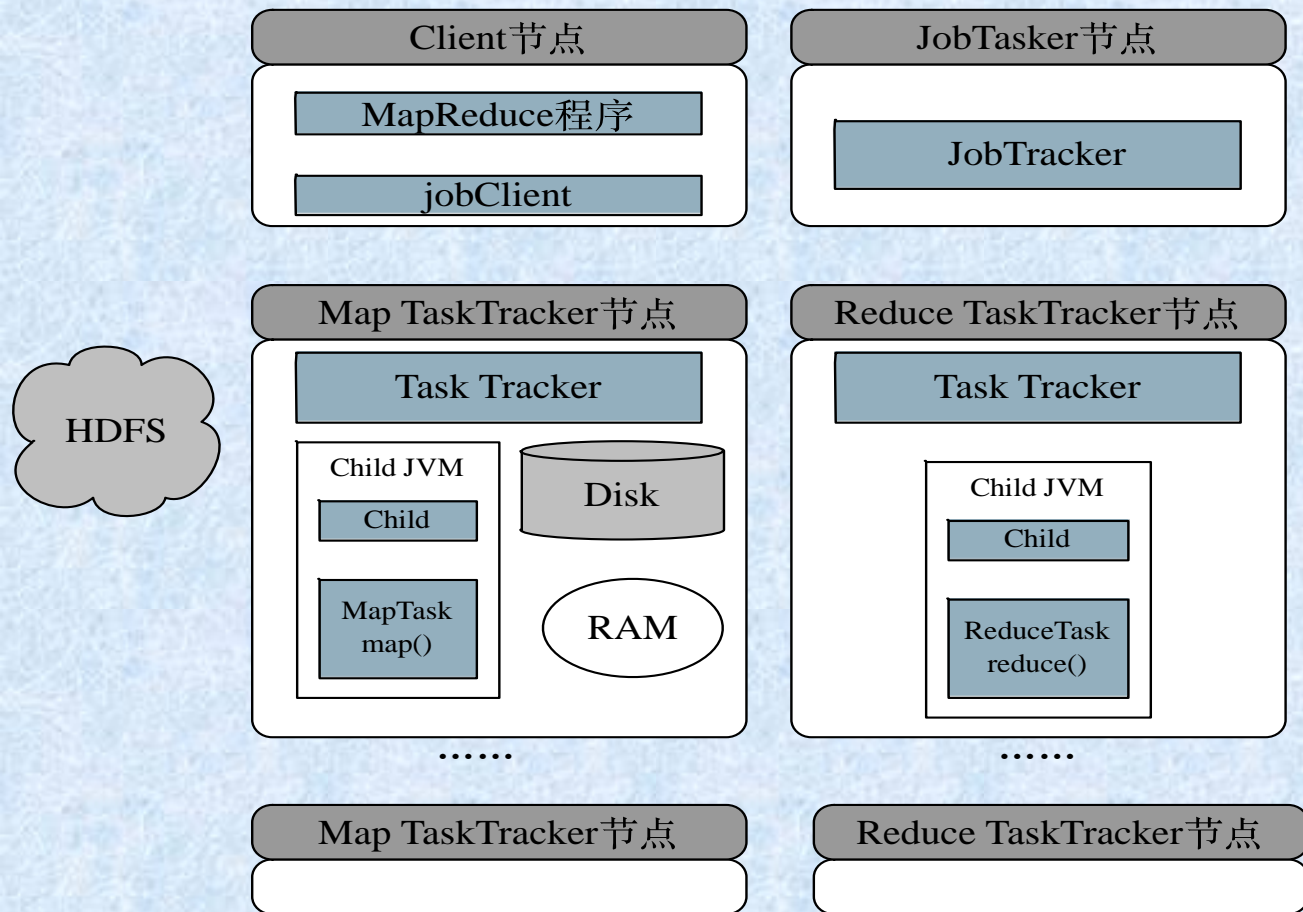 Client节点
JobTasker节点
MapReduce程序
jobClient
JobTracker
Map TaskTracker节点
Reduce TaskTracker节点
HDFS
Task Tracker
Child JVM
Child
MapTask
map()
Disk
RAM
Task Tracker
Child JVM
Child
ReduceTask
reduce()
……
……
Map TaskTracker节点
Reduce TaskTracker节点